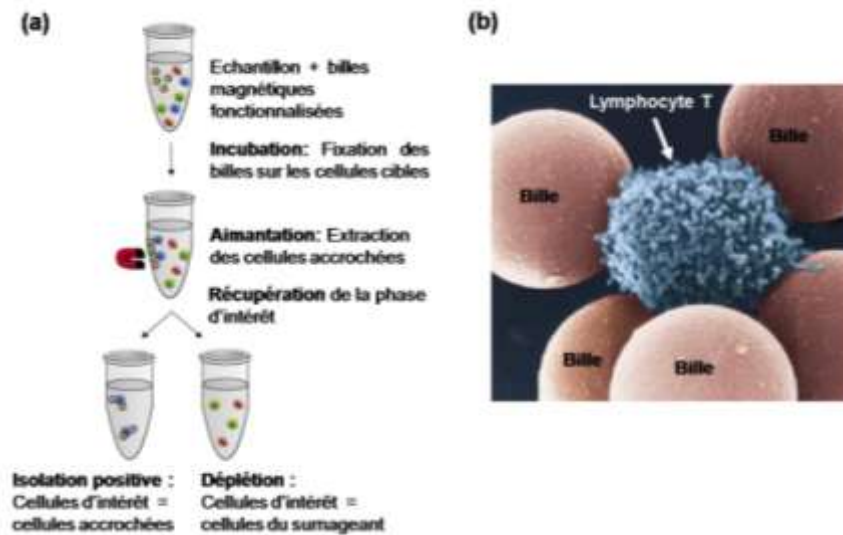 (a)
Echantillon + billes
magnétiques
fonctionnalisées
Incubation: Fixation des
billes sur les cellules cibles
Aimantation: Extraction
des cellules accrochées
Récupération de la phase
d'intérêt
Isolation positive :
Cellules d'intérêt =
cellules accrochées
Déplétion :
Cellules d'intérêt =
cellules du surnageant
(b)
Lymphocyte T
Bille
Bille
Bille
Bille